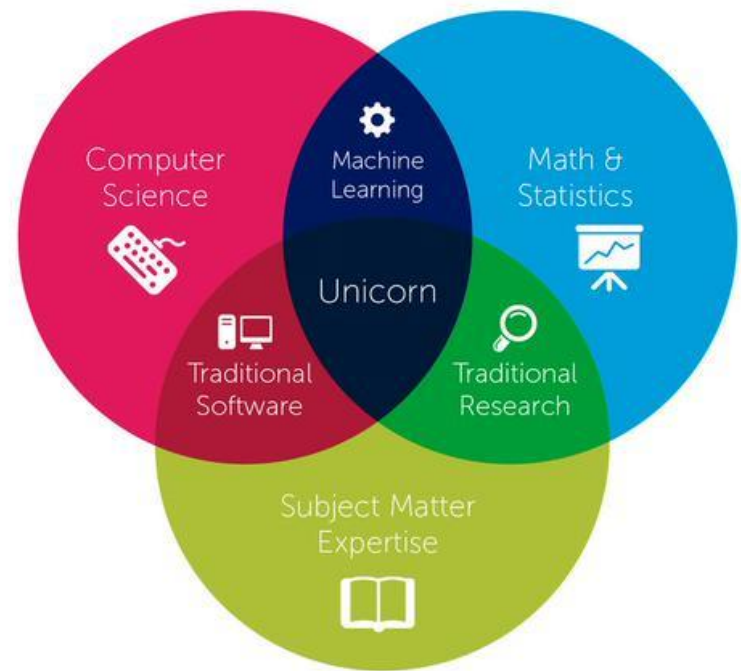 Computer
Science
Machine
Learning
Math &
Statistics
Unicorn
Traditional
Software
Traditional
Research
Subject Matter
Expertise